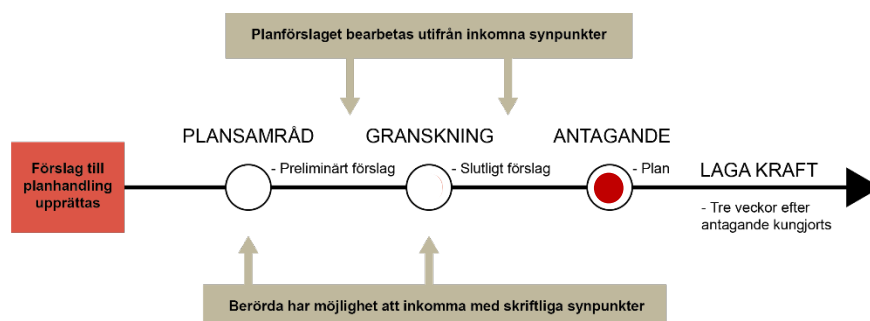 Planförslaget bearbetas utifrån inkomna synpunkter
PLANSAMRÅD
GRANSKNING
ANTAGANDE
Förslag till
planhandling
upprättas
- Preliminärt förslag
- Slutligt förslag
- Plan
LAGA KRAFT
- Tre veckor efter
antagande kungjorts
Berörda har möjlighet att inkomma med skriftliga synpunkter